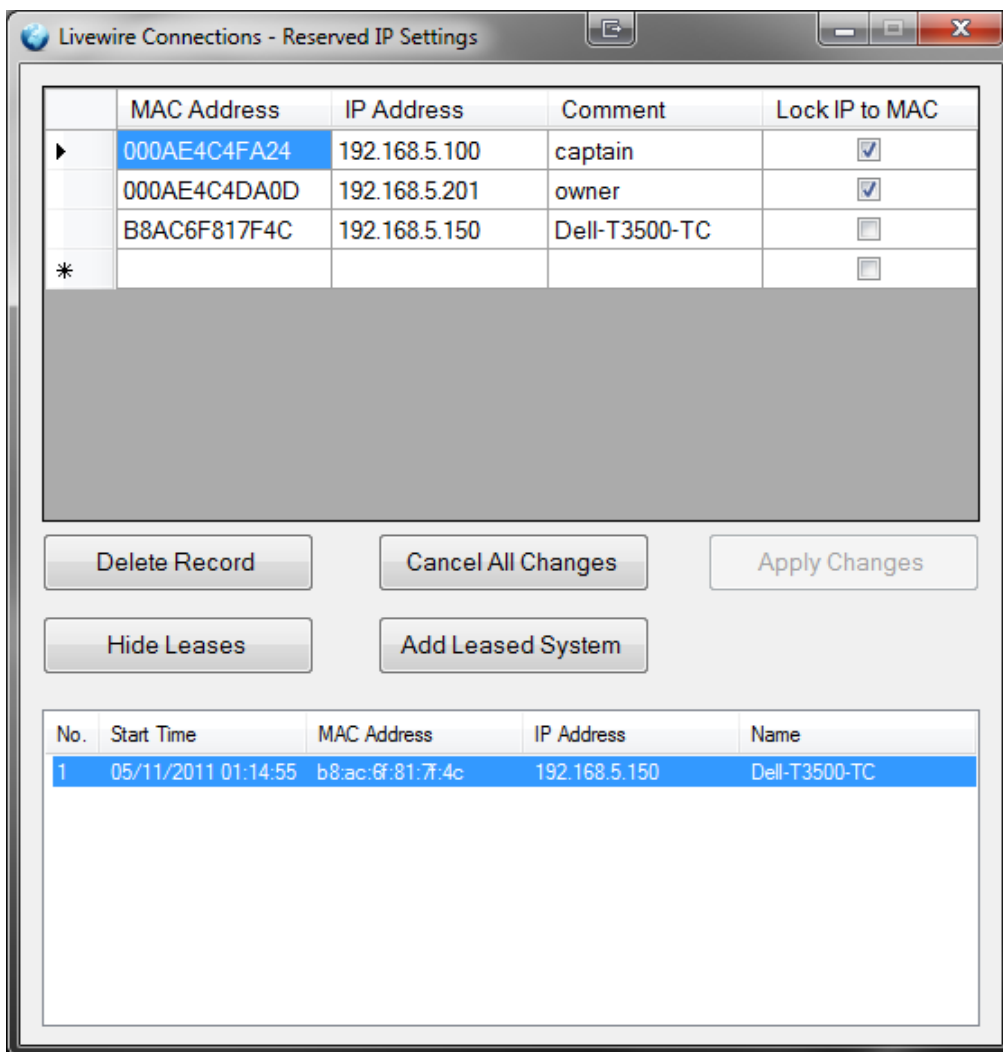 Livewire Connections - Reserved IP Settings
MAC Address IP Address Comment Lock IP to MAC
000AE4C4FA24 192.168.5.100 captain
000AE4C4DA0D 192.168.5.201 owner
B8AC6F817F4C 192.168.5.150 Dell-T3500-TC
Delete Record Cancel All Changes Apply Changes
Hide Leases Add Leased System
No. Start Time MAC Address IP Address Name
1 05/11/2011 01:14:55 b8:ac:6f:81:7f:4c 192.168.5.150 Dell-T3500-TC